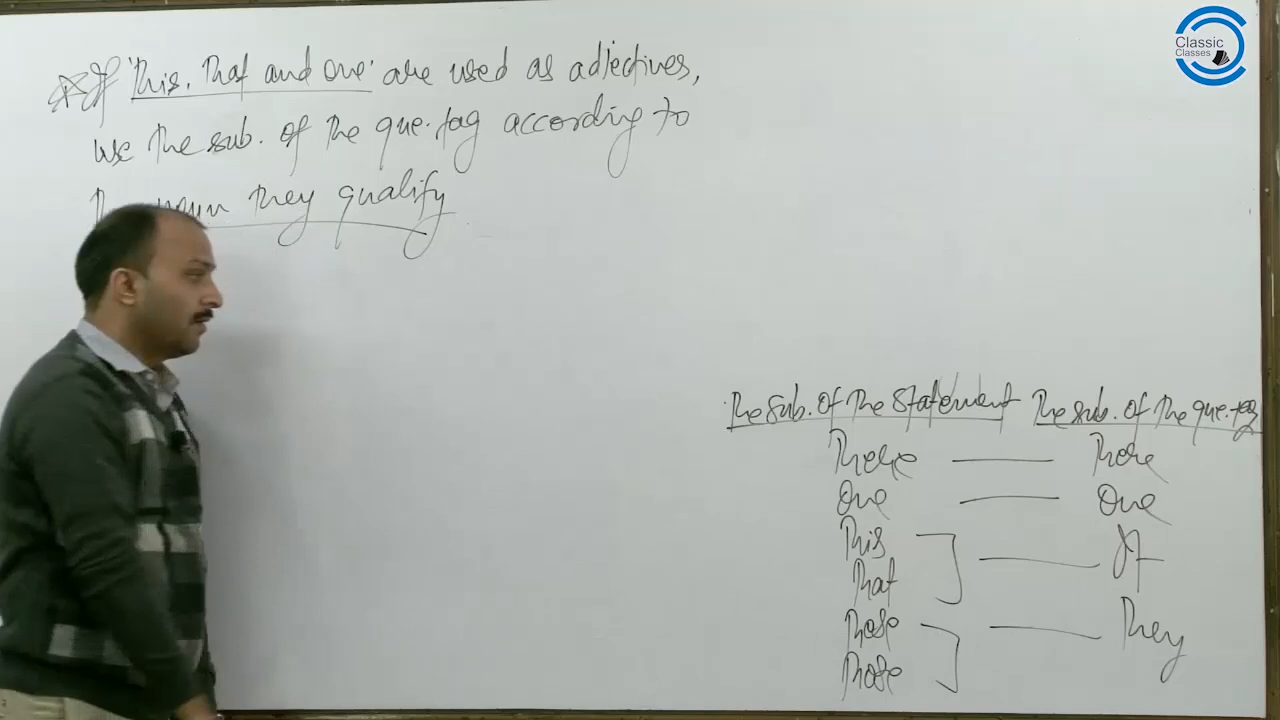 If 'This, That and One' are used as adjectives,
use the sub. of the que. tag according to
noun they qualify
Classic
Classes
The sub. of the statement The sub. of the que. tag
There — There
One — One
This
That — It
These
Those — They